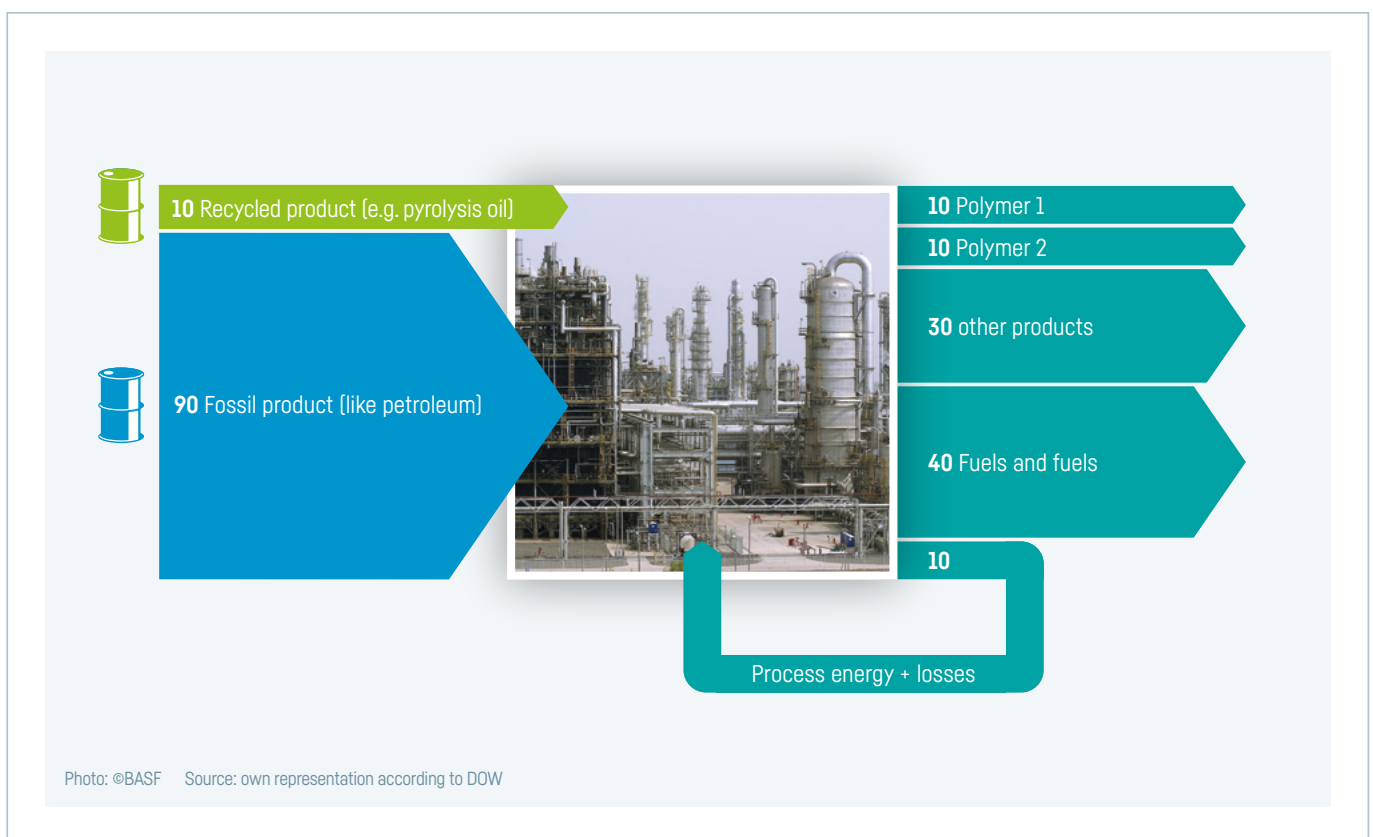 10 Recycled product (e.g. pyrolysis oil)
90 Fossil product (like petroleum)
10 Polymer 1
10 Polymer 2
30 other products
40 Fuels and fuels
10
Process energy + losses
Photo: ©BASF Source: own representation according to DOW